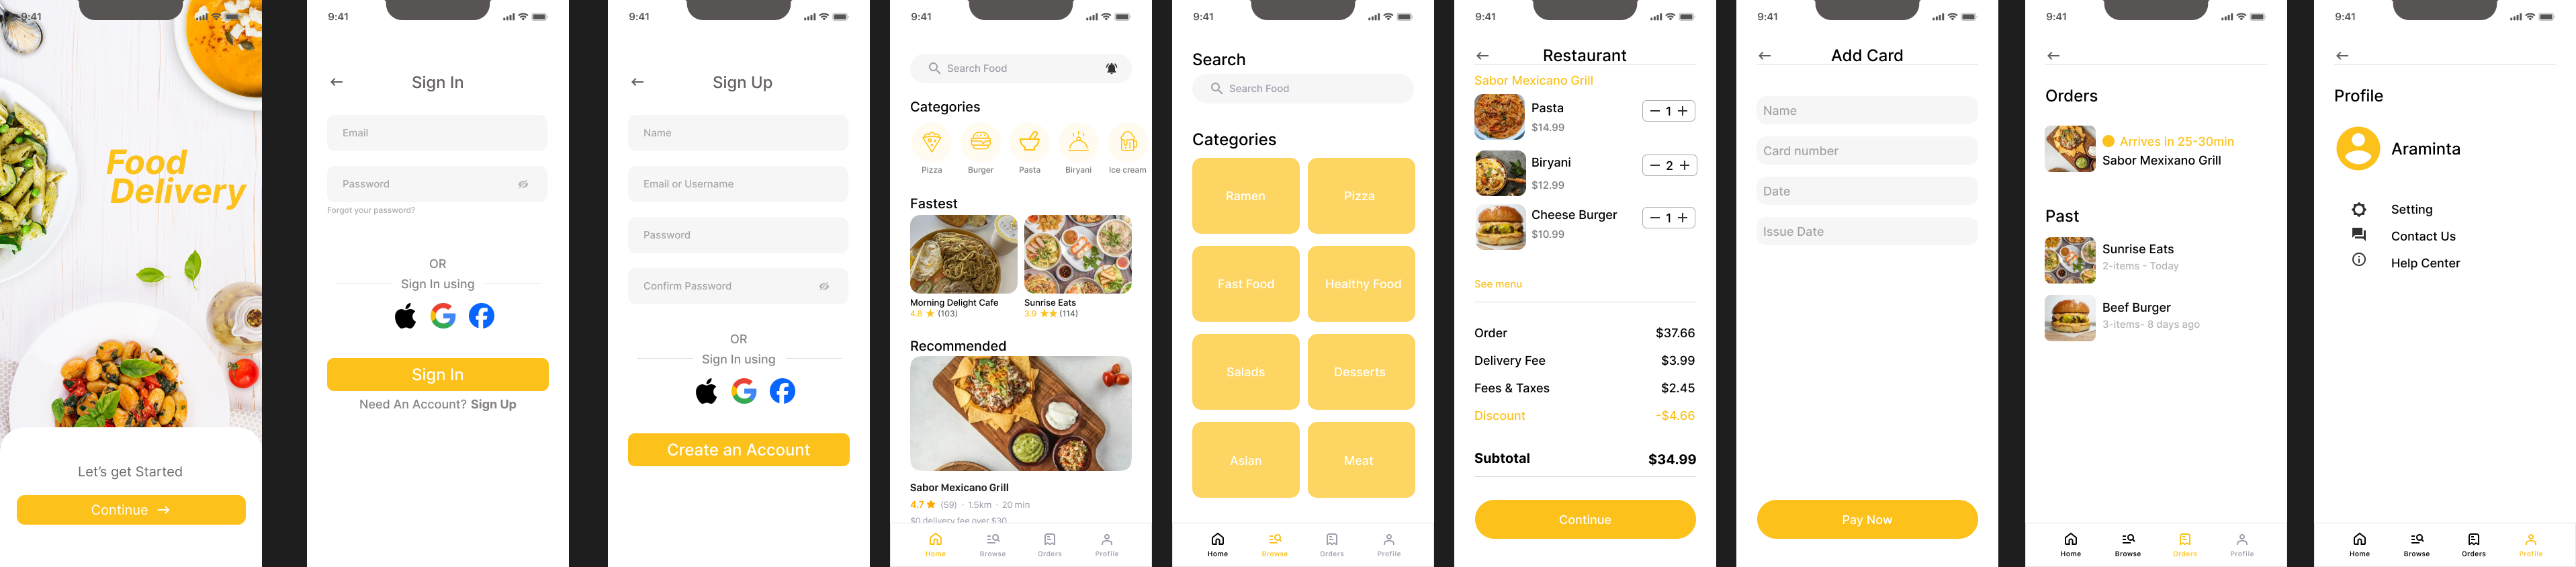 9:41
Food
Delivery
Let's get Started
Continue →
9:41
← Sign In
Email
Password
Forgot your password?
OR
Sign In using
Sign In
Need An Account? Sign Up
9:41
← Sign Up
Name
Email or Username
Password
Confirm Password
OR
Sign In using
Create an Account
9:41
Search Food
Categories
Pizza Burger Pasta Biryani Ice cream
Fastest
Morning Delight Cafe
4.8 ★ (103)
Sunrise Eats
3.9 ★★ (114)
Recommended
Sabor Mexicano Grill
4.7 ★ (59) · 1.5km · 20 min
$0 delivery fee over $30
Home Browse Orders Profile
9:41
Search
Search Food
Categories
Ramen Pizza
Fast Food Healthy Food
Salads Desserts
Asian Meat
Home Browse Orders Profile
9:41
← Restaurant
Sabor Mexicano Grill
Pasta
$14.99
− 1 +
Biryani
$12.99
− 2 +
Cheese Burger
$10.99
− 1 +
See menu
Order $37.66
Delivery Fee $3.99
Fees & Taxes $2.45
Discount -$4.66
Subtotal $34.99
Continue
9:41
← Add Card
Name
Card number
Date
Issue Date
Pay Now
9:41
←
Orders
Arrives in 25-30min
Sabor Mexixano Grill
Past
Sunrise Eats
2-items - Today
Beef Burger
3-items- 8 days ago
Home Browse Orders Profile
9:41
←
Profile
Araminta
Setting
Contact Us
Help Center
Home Browse Orders Profile